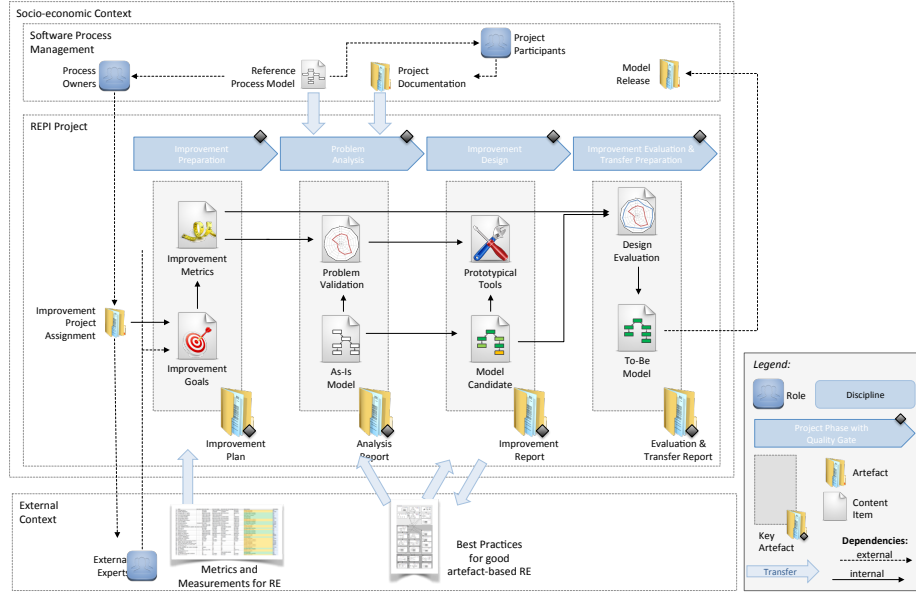 Socio-economic Context
Software Process
Management
Process
Owners
Reference
Process Model
Project
Documentation
Project
Participants
Model
Release
REPI Project
Improvement
Preparation
Problem
Analysis
Improvement
Design
Improvement Evaluation &
Transfer Preparation
Improvement
Metrics
Problem
Validation
Prototypical
Tools
Design
Evaluation
Improvement
Project
Assignment
Improvement
Goals
As-Is
Model
Model
Candidate
To-Be
Model
Improvement
Plan
Analysis
Report
Improvement
Report
Evaluation &
Transfer Report
External
Context
External
Experts
Metrics and
Measurements for RE
Best Practices
for good
artefact-based RE
Legend:
Role
Discipline
Project Phase with
Quality Gate
Artefact
Content
Item
Key
Artefact
Dependencies:
external
Transfer
internal